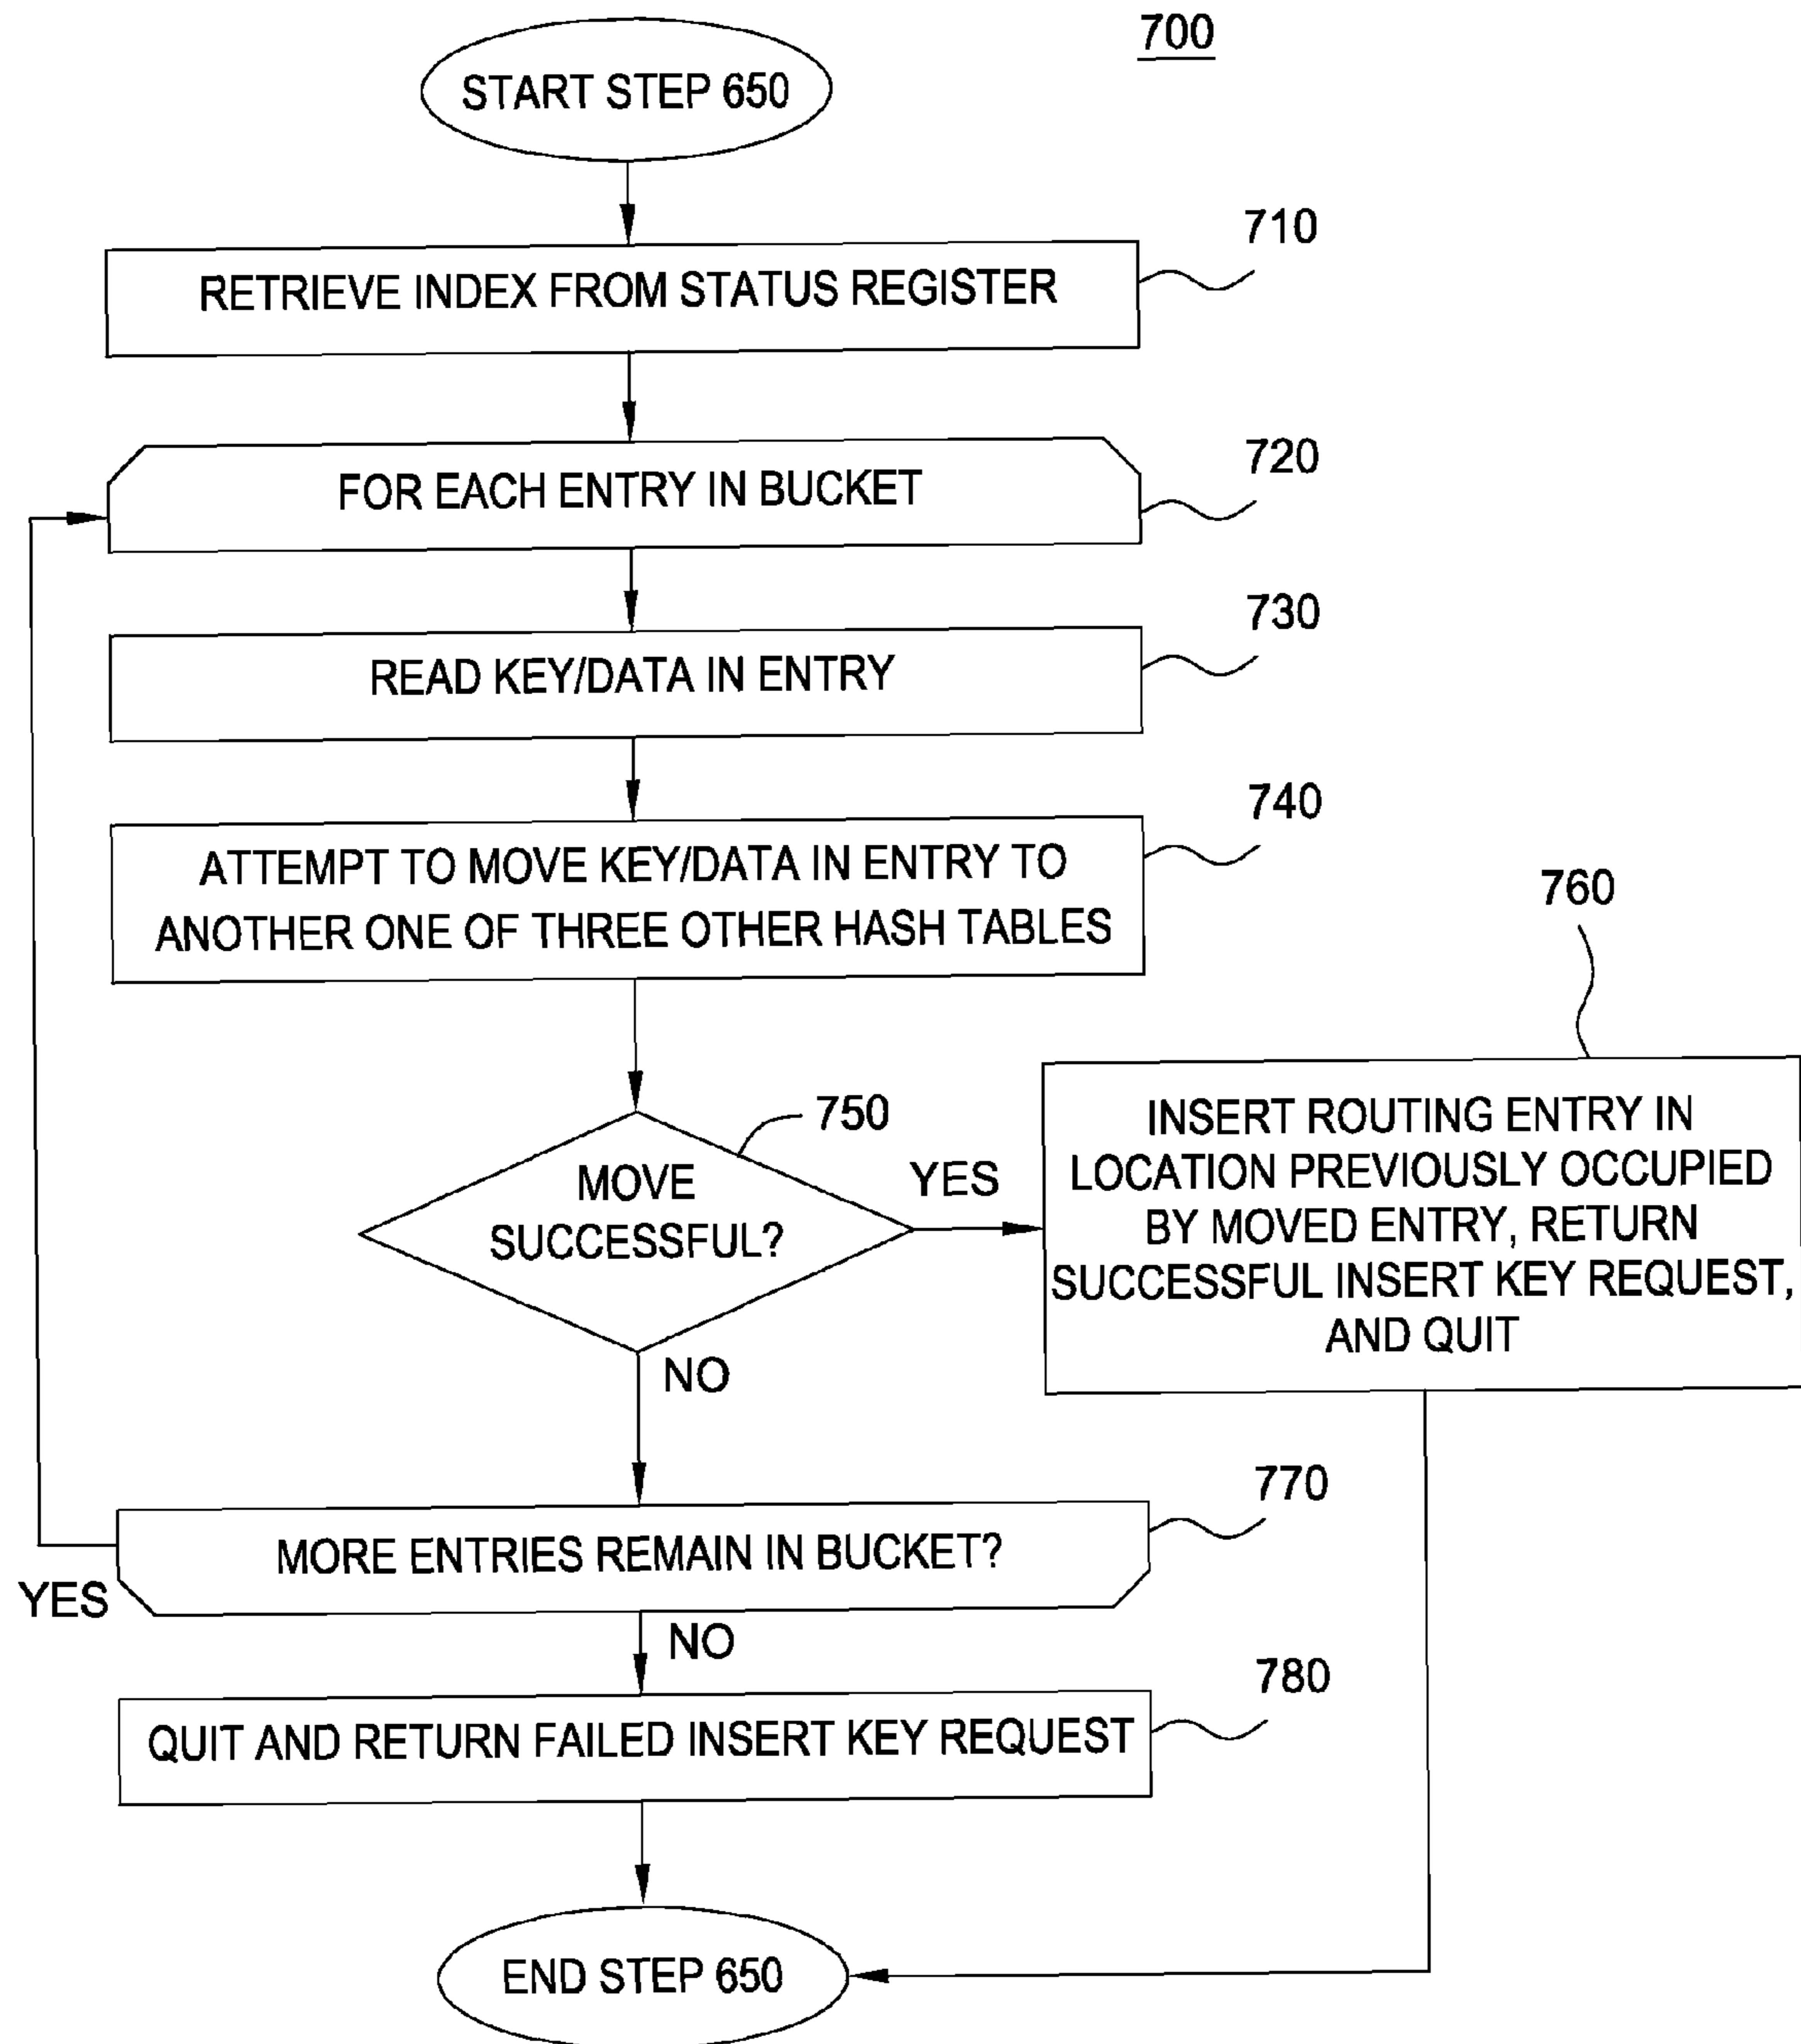 700
START STEP 650
710
RETRIEVE INDEX FROM STATUS REGISTER
720
FOR EACH ENTRY IN BUCKET
730
READ KEY/DATA IN ENTRY
740
ATTEMPT TO MOVE KEY/DATA IN ENTRY TO
ANOTHER ONE OF THREE OTHER HASH TABLES
750
MOVE
SUCCESSFUL?
YES
760
INSERT ROUTING ENTRY IN
LOCATION PREVIOUSLY OCCUPIED
BY MOVED ENTRY, RETURN
SUCCESSFUL INSERT KEY REQUEST,
AND QUIT
NO
770
MORE ENTRIES REMAIN IN BUCKET?
YES
NO
780
QUIT AND RETURN FAILED INSERT KEY REQUEST
END STEP 650